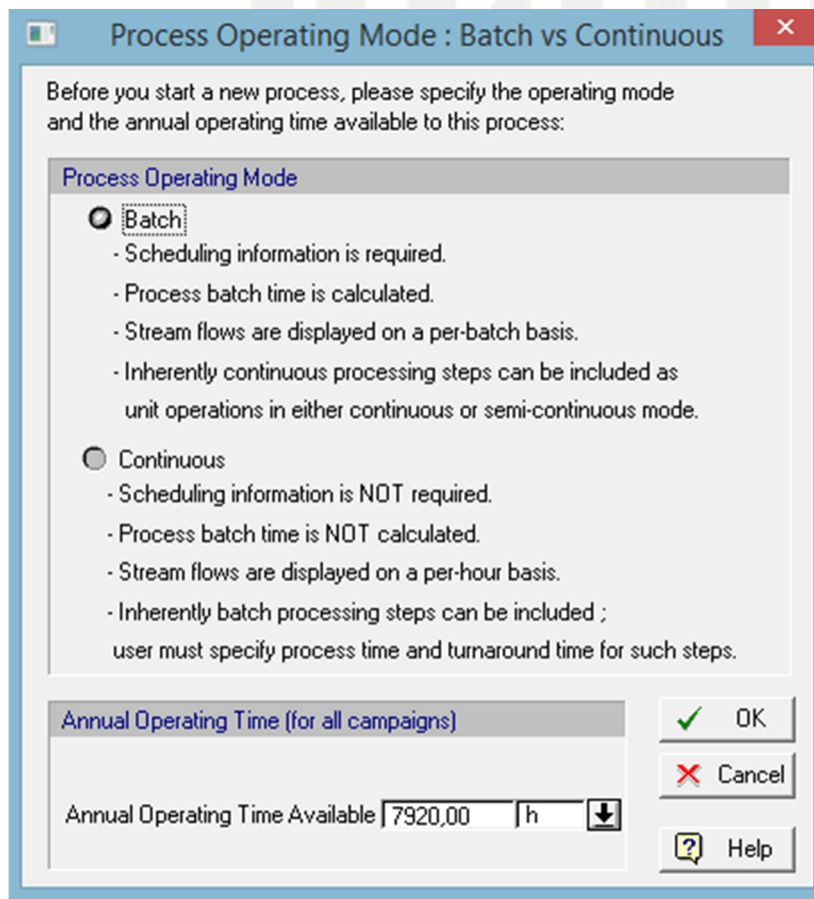 Process Operating Mode : Batch vs Continuous
Before you start a new process, please specify the operating mode
and the annual operating time available to this process:
Process Operating Mode
Batch
- Scheduling information is required.
- Process batch time is calculated.
- Stream flows are displayed on a per-batch basis.
- Inherently continuous processing steps can be included as
unit operations in either continuous or semi-continuous mode.
Continuous
- Scheduling information is NOT required.
- Process batch time is NOT calculated.
- Stream flows are displayed on a per-hour basis.
- Inherently batch processing steps can be included ;
user must specify process time and turnaround time for such steps.
Annual Operating Time (for all campaigns)
Annual Operating Time Available 7920,00 h
OK
Cancel
Help